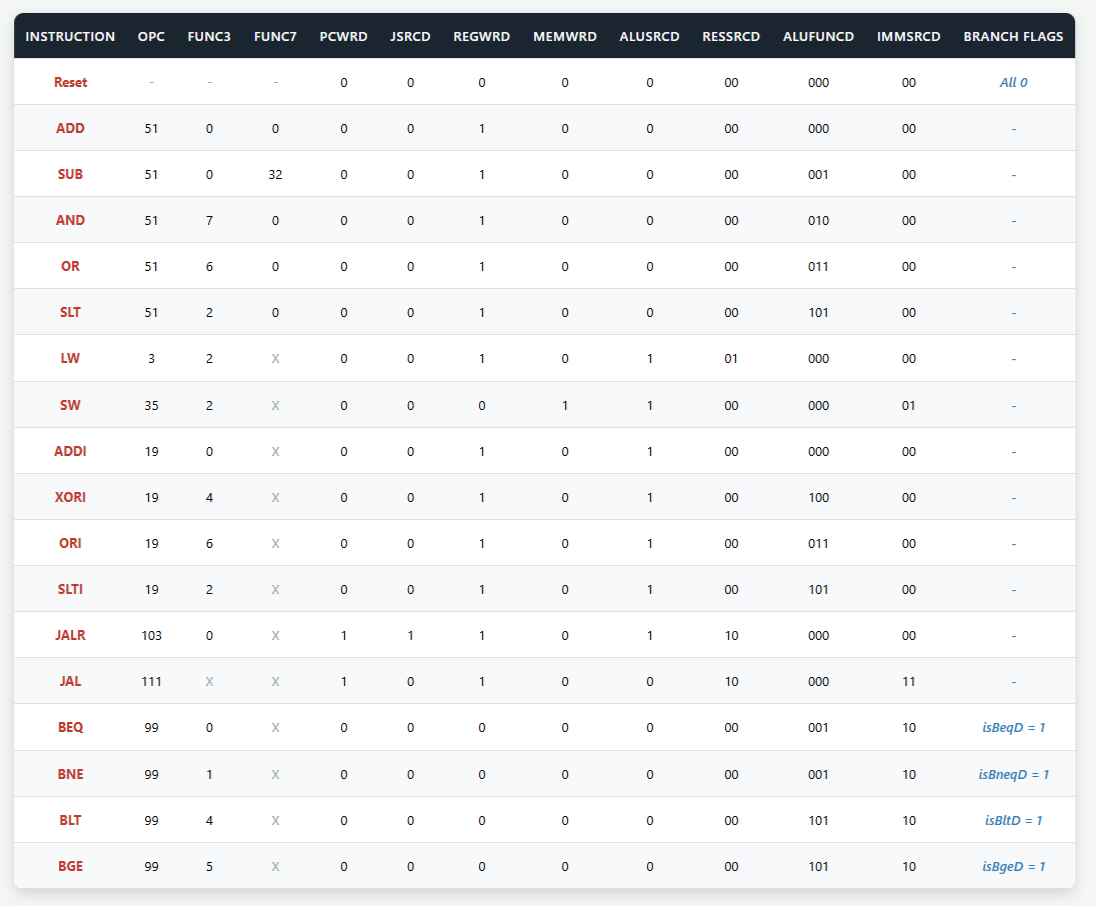 INSTRUCTION OPC FUNC3 FUNC7 PCWRD JSRCD REGWRD MEMWRD ALUSRCD RESSRCD ALUFUNCD IMMSRCD BRANCH FLAGS
Reset - - - 0 0 0 0 0 00 000 00 All 0
ADD 51 0 0 0 0 1 0 0 00 000 00 -
SUB 51 0 32 0 0 1 0 0 00 001 00 -
AND 51 7 0 0 0 1 0 0 00 010 00 -
OR 51 6 0 0 0 1 0 0 00 011 00 -
SLT 51 2 0 0 0 1 0 0 00 101 00 -
LW 3 2 X 0 0 1 0 1 01 000 00 -
SW 35 2 X 0 0 0 1 1 00 000 01 -
ADDI 19 0 X 0 0 1 0 1 00 000 00 -
XORI 19 4 X 0 0 1 0 1 00 100 00 -
ORI 19 6 X 0 0 1 0 1 00 011 00 -
SLTI 19 2 X 0 0 1 0 1 00 101 00 -
JALR 103 0 X 1 1 1 0 1 10 000 00 -
JAL 111 X X 1 0 1 0 0 10 000 11 -
BEQ 99 0 X 0 0 0 0 0 00 001 10 isBeqD = 1
BNE 99 1 X 0 0 0 0 0 00 001 10 isBneqD = 1
BLT 99 4 X 0 0 0 0 0 00 101 10 isBltD = 1
BGE 99 5 X 0 0 0 0 0 00 101 10 isBgeD = 1